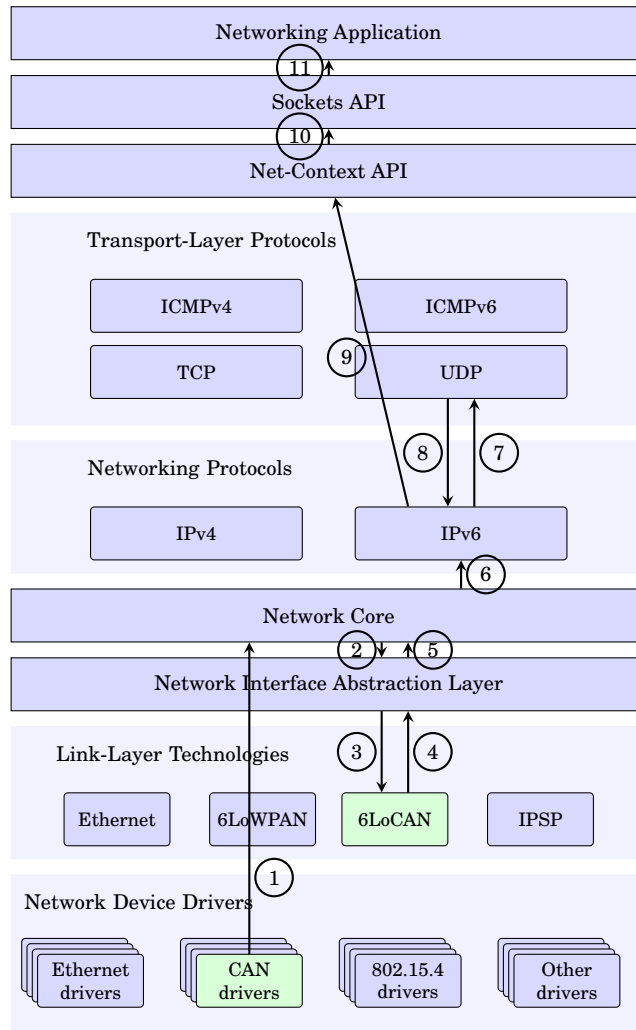 Networking Application
11
Sockets API
10
Net-Context API
Transport-Layer Protocols
ICMPv4
ICMPv6
9
TCP
UDP
8
7
Networking Protocols
IPv4
IPv6
6
Network Core
2
5
Network Interface Abstraction Layer
Link-Layer Technologies
3
4
Ethernet
6LoWPAN
6LoCAN
IPSP
1
Network Device Drivers
Ethernet
drivers
CAN
drivers
802.15.4
drivers
Other
drivers